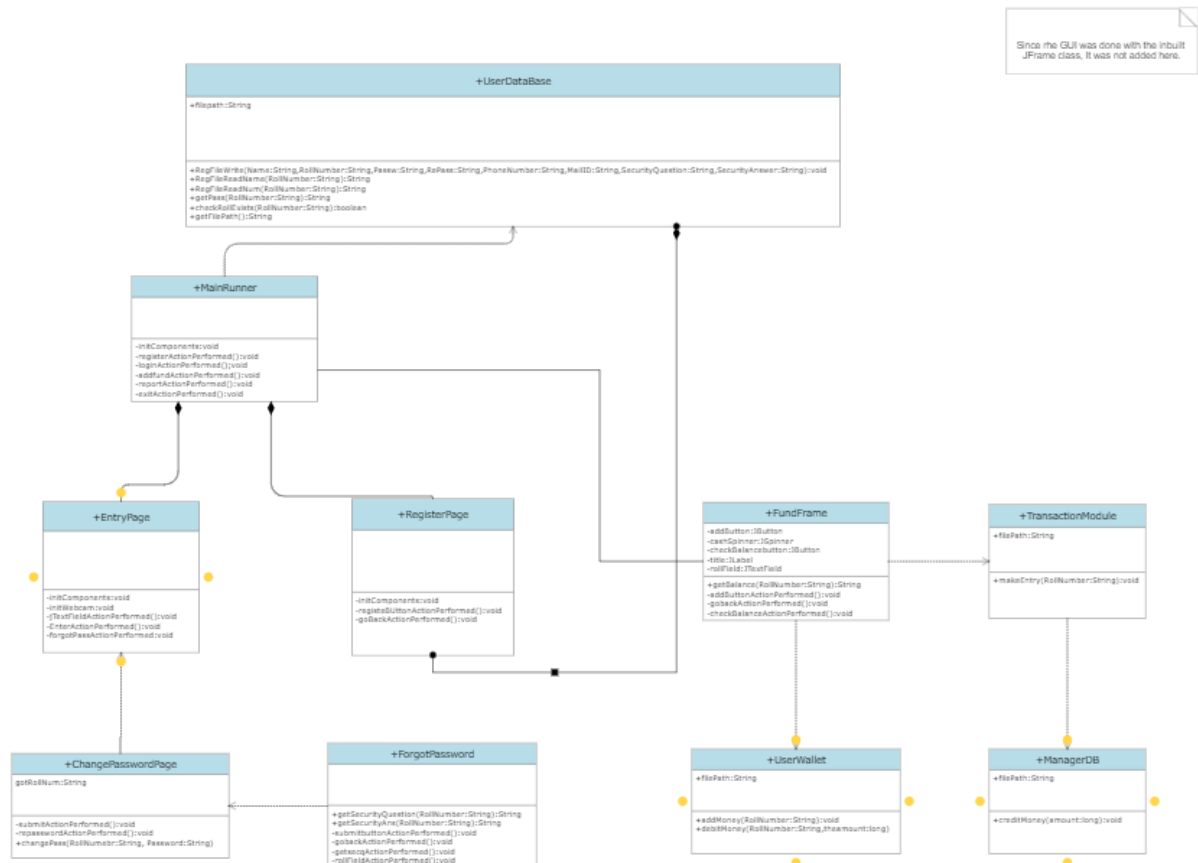 Since rhe GUI was done with the inbuilt
JFrame class, It was not added here.
+UserDataBase
+filepath:String
+RegFileWrite(Name:String,RollNumber:String,Passw:String,RePass:String,PhoneNumber:String,MailID:String,SecurityQuestion:String,SecurityAnswer:String):void
+RegFileReadName(RollNumber:String):String
+RegFileReadNum(RollNumber:String):String
+getPass(RollNumber:String):String
+checkRollExists(RollNumber:String):boolean
+getFilePath():String
+MainRunner
-initComponents:void
-registerActionPerformed():void
-loginActionPerformed();void
-addfundActionPerformed():void
-reportActionPerformed():void
-exitActionPerformed():void
+EntryPage
-initComponents:void
-initWebcam:void
-jTextFieldActionPerformed():void
-EnterActionPerformed():void
-forgotPassActionPerformed:void
+RegisterPage
-initComponents:void
-registeBUttonActionPerformed():void
-goBackActionPerformed():void
+FundFrame
-addButton:JButton
-cashSpinner:JSpinner
-checkBalancebutton:JButton
-title:JLabel
-rollField:JTextField
+getBalance(RollNumber:String):String
-addButtonActionPerformed():void
-gobackActionPerformed():void
-checkBalanceActionPerformed():void
+TransactionModule
+filePath:String
+makeEntry(RollNumber:String):void
+ChangePasswordPage
gotRollNum:String
-submitActionPerformed():void
-repasswordActionPerformed():void
+changePass(RollNumebr:String, Password:String)
+ForgotPassword
+getSecurityQuestion(RollNumber:String):String
+getSecurityAns(RollNumber:String):String
-submitbuttonActionPerformed():void
-gobackActionPerformed():void
-getsecqActionPerformed():void
-rollFieldActionPerformed():void
+UserWallet
+filePath:String
+addMoney(RollNumber:String):void
+debitMoney(RollNumber:String,theamount:long)
+ManagerDB
+filePath:String
+creditMoney(amount:long):void